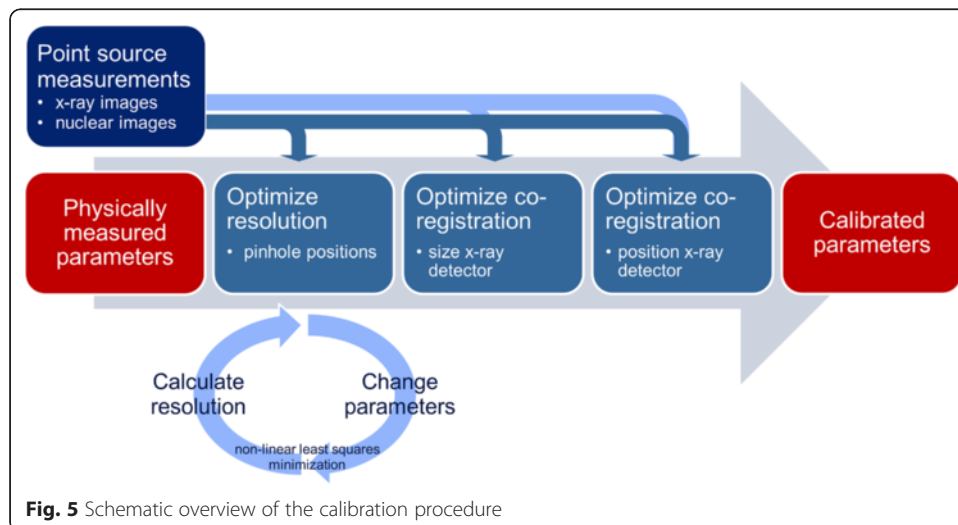 Point source
measurements
• x-ray images
• nuclear images
Physically
measured
parameters
Optimize
resolution
• pinhole positions
Optimize co-
registration
• size x-ray
detector
Optimize co-
registration
• position x-ray
detector
Calibrated
parameters
Calculate
resolution
Change
parameters
non-linear least squares
minimization
Fig. 5 Schematic overview of the calibration procedure